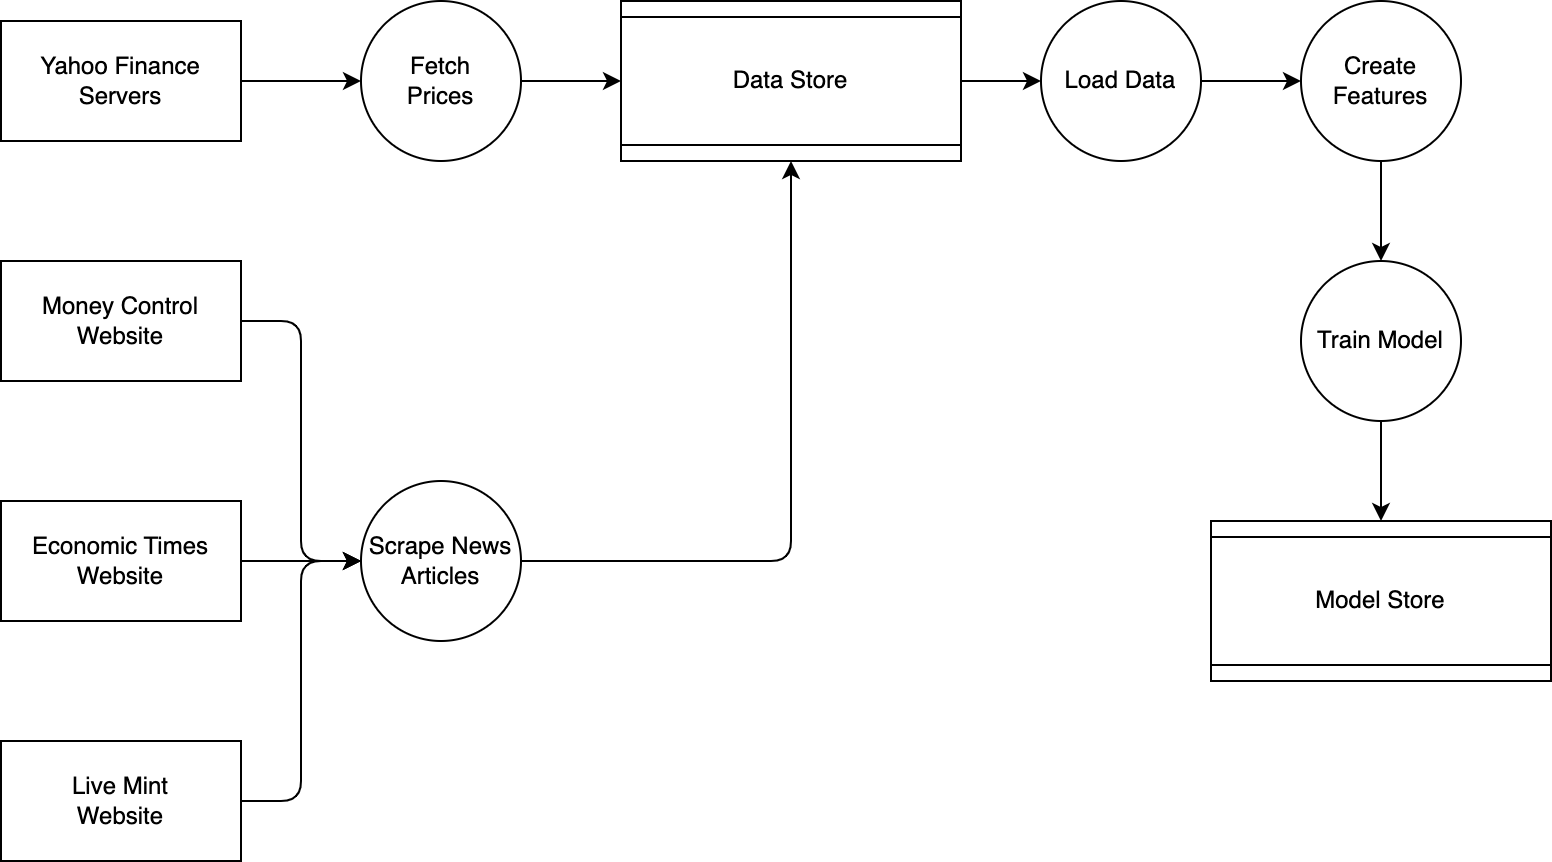 Yahoo Finance
Servers
Fetch
Prices
Data Store
Load Data
Create
Features
Money Control
Website
Train Model
Economic Times
Website
Scrape News
Articles
Model Store
Live Mint
Website